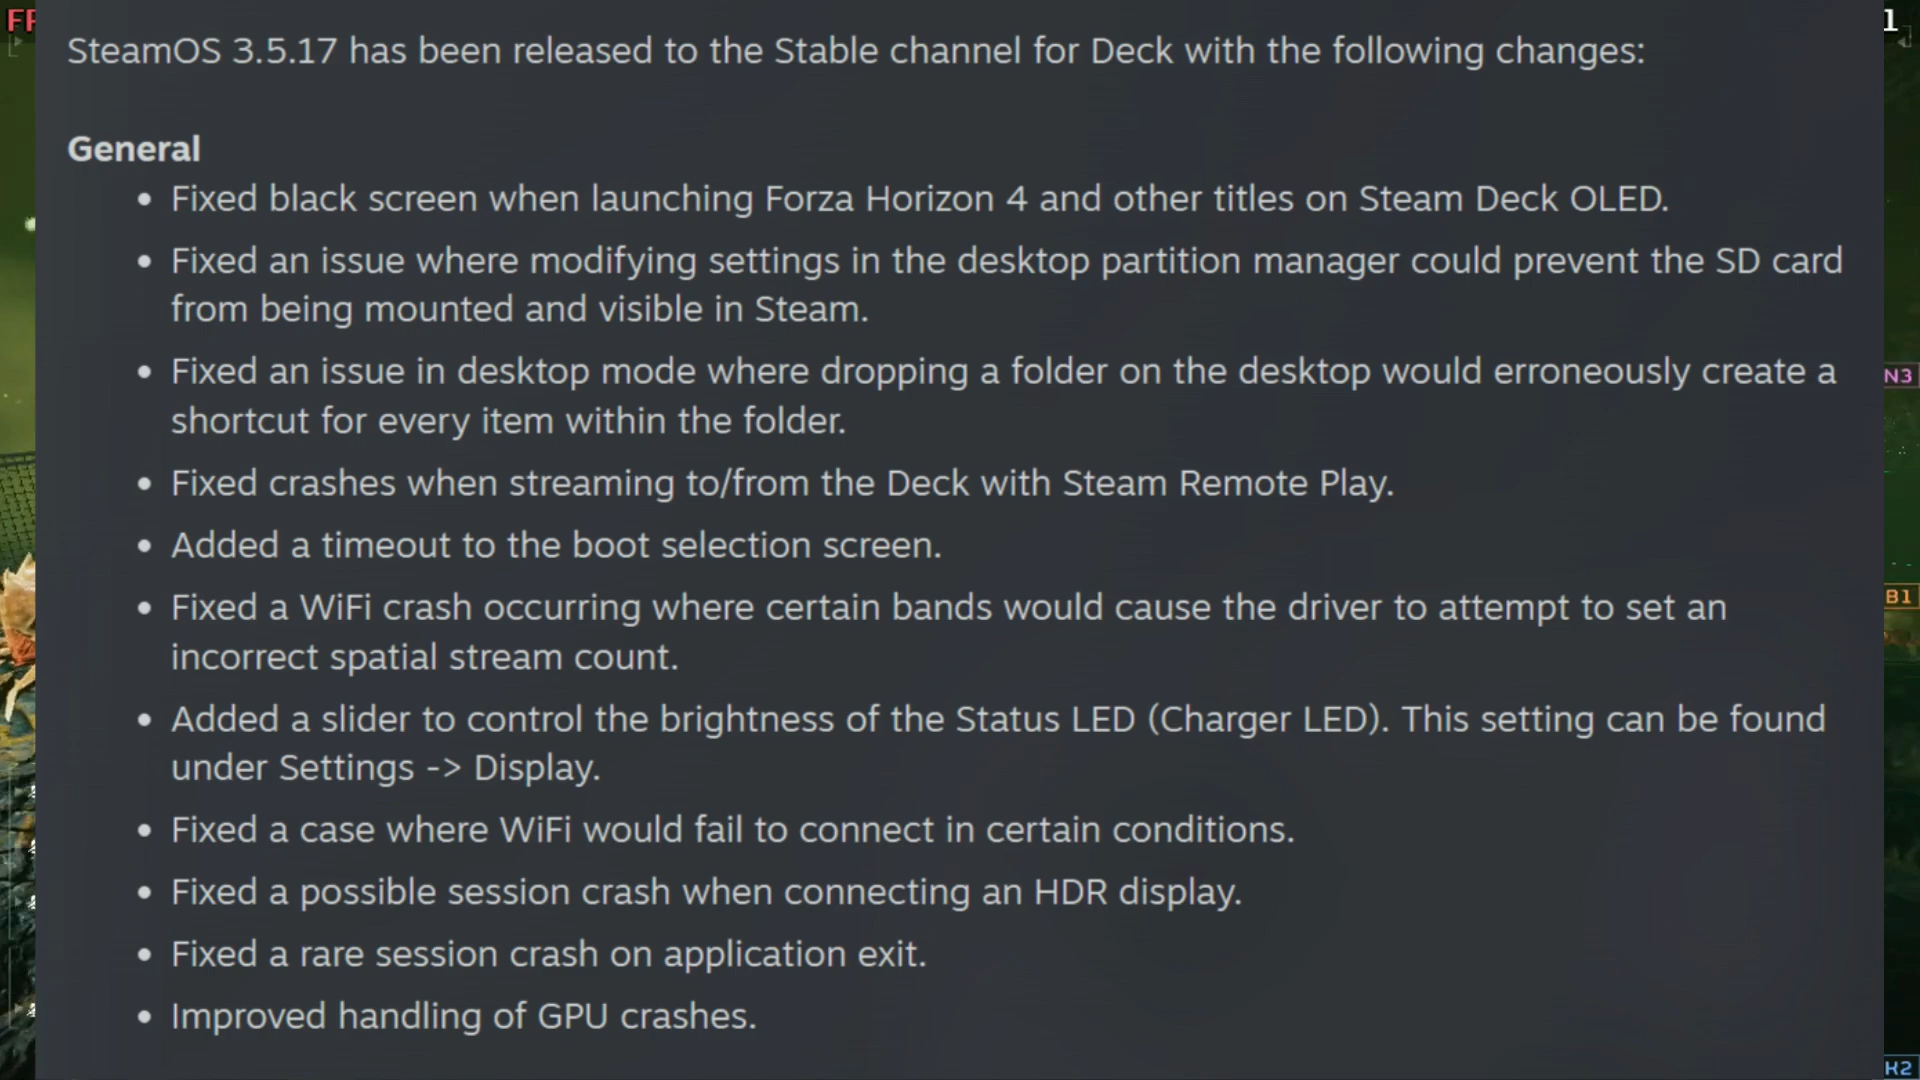 SteamOS 3.5.17 has been released to the Stable channel for Deck with the following changes:
General
• Fixed black screen when launching Forza Horizon 4 and other titles on Steam Deck OLED.
• Fixed an issue where modifying settings in the desktop partition manager could prevent the SD card
from being mounted and visible in Steam.
• Fixed an issue in desktop mode where dropping a folder on the desktop would erroneously create a
shortcut for every item within the folder.
• Fixed crashes when streaming to/from the Deck with Steam Remote Play.
• Added a timeout to the boot selection screen.
• Fixed a WiFi crash occurring where certain bands would cause the driver to attempt to set an
incorrect spatial stream count.
• Added a slider to control the brightness of the Status LED (Charger LED). This setting can be found
under Settings -> Display.
• Fixed a case where WiFi would fail to connect in certain conditions.
• Fixed a possible session crash when connecting an HDR display.
• Fixed a rare session crash on application exit.
• Improved handling of GPU crashes.
1
N3
B1
K2